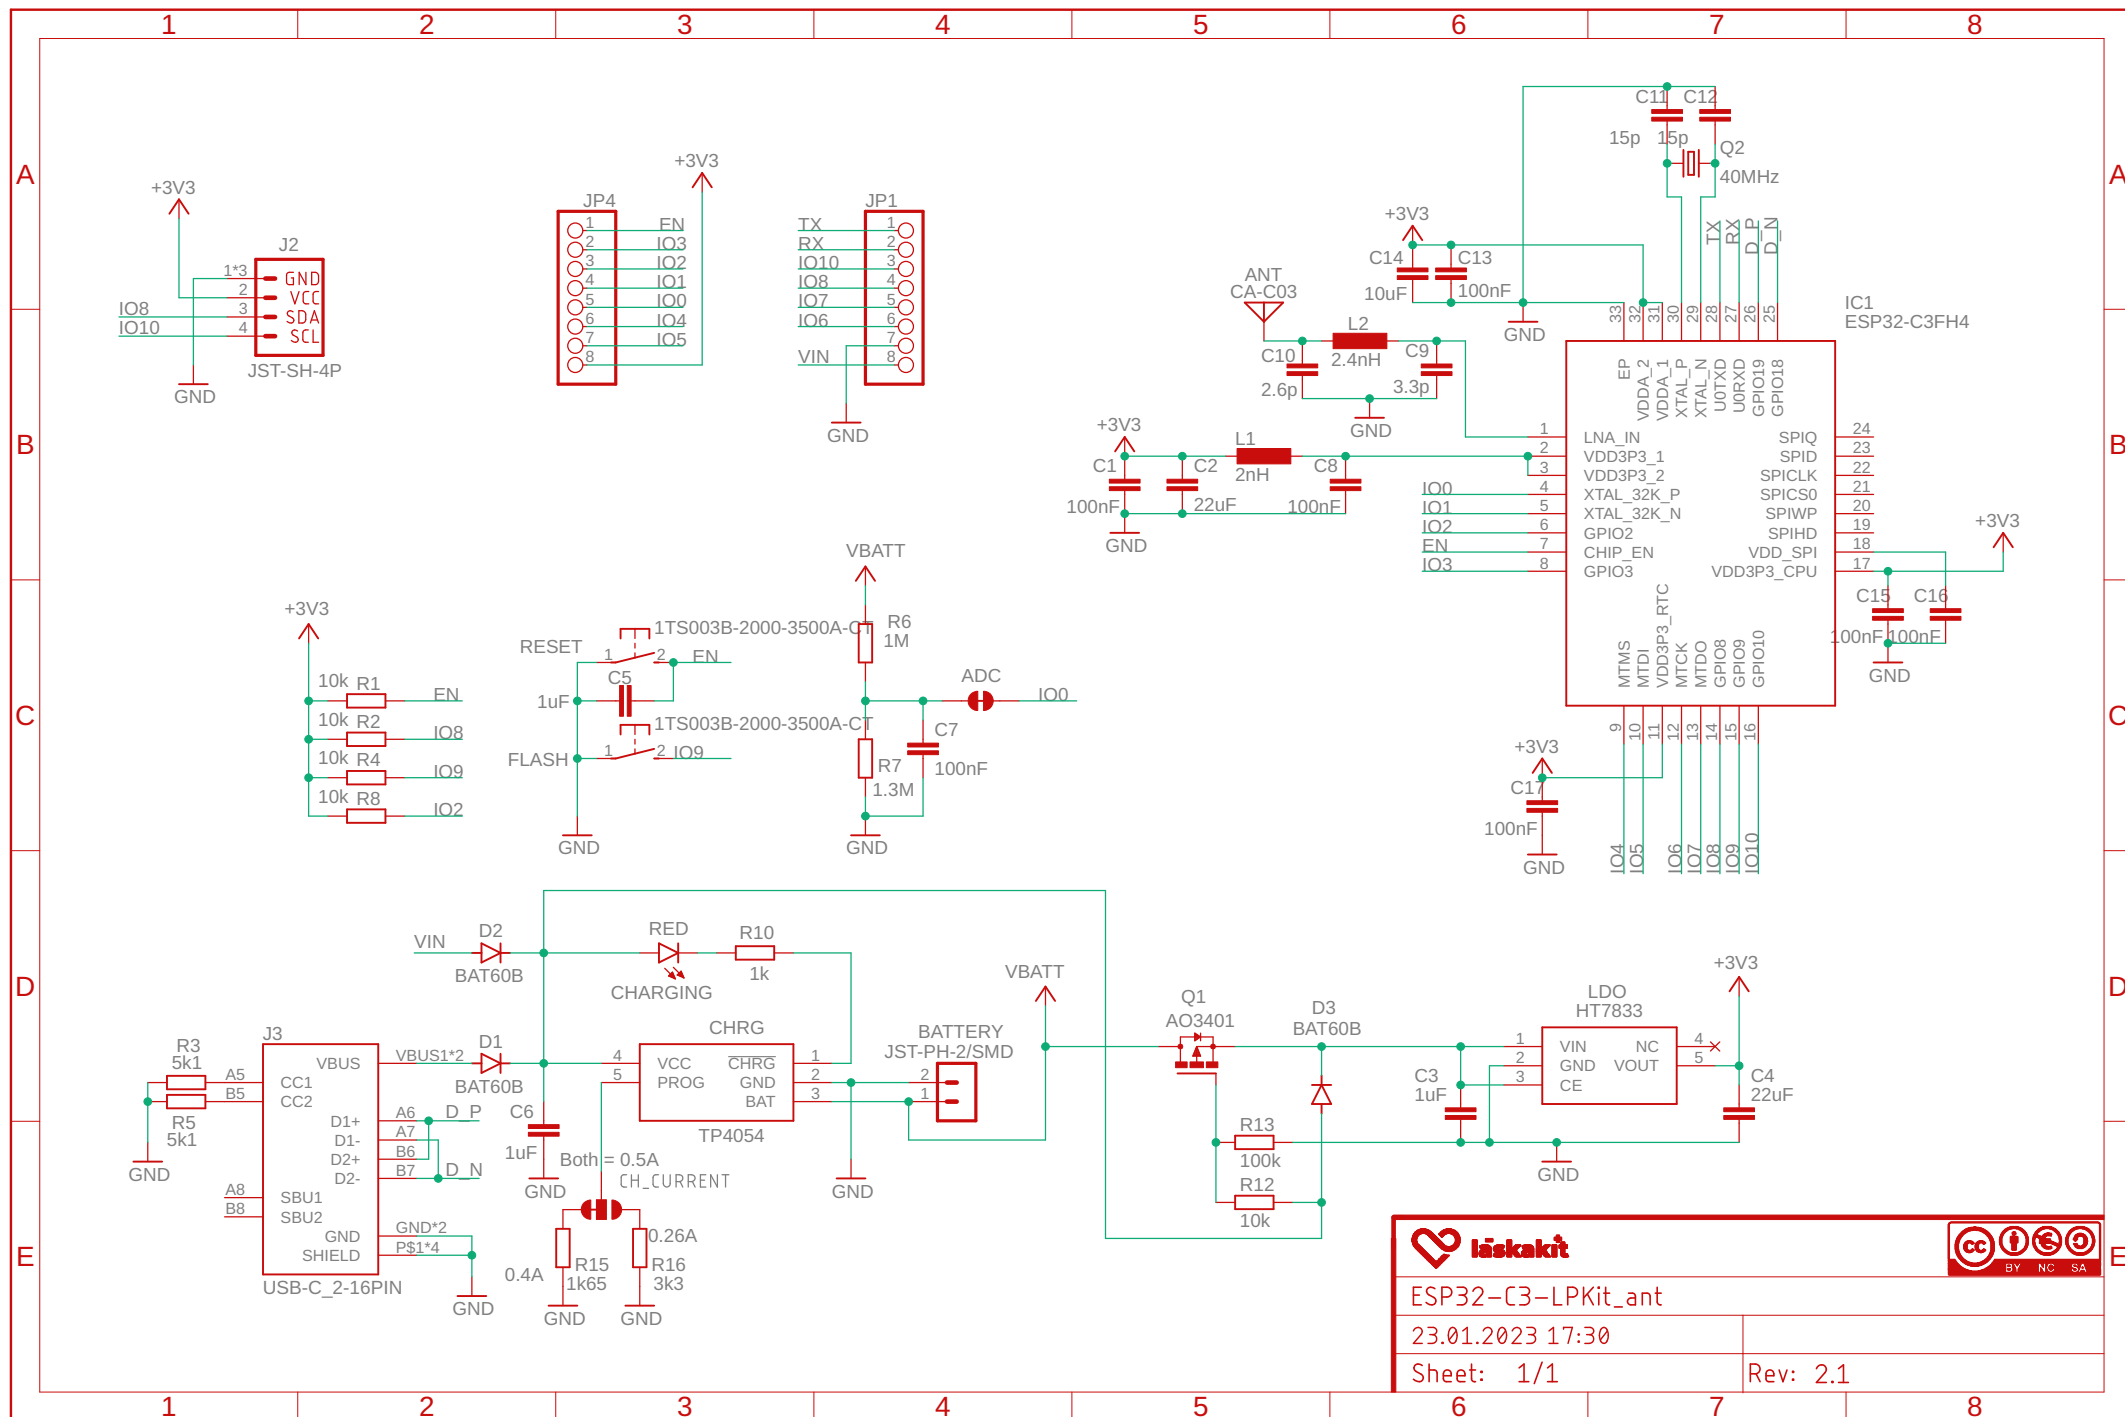 1 2 3 4 5 6 7 8
A A
B B
C C
D D
E E
+3V3
J2
1*3 GND
2 VCC
IO8 3 SDA
IO10 4 SCL
JST-SH-4P
GND
+3V3
JP4
1 EN
2 IO3
3 IO2
4 IO1
5 IO0
6 IO4
7 IO5
8
JP1
TX 1
RX 2
IO10 3
IO8 4
IO7 5
IO6 6
7
VIN 8
GND
C11 C12
15p 15p
Q2
40MHz
+3V3
C14 C13
10uF 100nF
GND
TX
RX
D_P
D_N
ANT
CA-C03
L2
2.4nH
C10
2.6p
C9
3.3p
GND
+3V3
L1
2nH
C1
100nF
C2
22uF
C8
100nF
GND
IC1
ESP32-C3FH4
33 EP
32 VDDA_2
31 VDDA_1
30 XTAL_P
29 XTAL_N
28 U0TXD
27 U0RXD
26 GPIO19
25 GPIO18
1 LNA_IN
2 VDD3P3_1
3 VDD3P3_2
IO0 4 XTAL_32K_P
IO1 5 XTAL_32K_N
IO2 6 GPIO2
EN 7 CHIP_EN
IO3 8 GPIO3
SPIQ 24
SPID 23
SPICLK 22
SPICS0 21
SPIWP 20
SPIHD 19
VDD_SPI 18
VDD3P3_CPU 17
MTMS 9 IO4
MTDI 10 IO5
VDD3P3_RTC 11
MTCK 12 IO6
MTDO 13 IO7
GPIO8 14 IO8
GPIO9 15 IO9
GPIO10 16 IO10
+3V3
C15 C16
100nF 100nF
GND
+3V3
C17
100nF
GND
+3V3
10k R1 EN
10k R2 IO8
10k R4 IO9
10k R8 IO2
1TS003B-2000-3500A-CT
RESET 1 2 EN
C5
1uF
1TS003B-2000-3500A-CT
FLASH 1 2 IO9
GND
VBATT
R6
1M
ADC
IO0
C7
100nF
R7
1.3M
GND
VIN
D2
BAT60B
RED
CHARGING
R10
1k
J3
R3
5k1
R5
5k1
GND
A5 CC1
B5 CC2
A8 SBU1
B8 SBU2
VBUS VBUS1*2
D1+ A6 D_P
D1- A7
D2+ B6
D2- B7 D_N
GND GND*2
SHIELD P$1*4
USB-C_2-16PIN
GND
D1
BAT60B
C6
1uF
GND
CHRG
4 VCC CHRG 1
5 PROG GND 2
BAT 3
TP4054
Both = 0.5A
CH_CURRENT
0.4A
R15
1k65
GND
0.26A
R16
3k3
GND
GND
BATTERY
JST-PH-2/SMD
2
1
VBATT
Q1
AO3401
D3
BAT60B
R13
100k
R12
10k
C3
1uF
LDO
HT7833
1 VIN NC 4
2 GND VOUT 5
3 CE
+3V3
C4
22uF
GND
láskakit
cc
BY NC SA
ESP32-C3-LPKit_ant
23.01.2023 17:30
Sheet: 1/1
Rev: 2.1
1 2 3 4 5 6 7 8